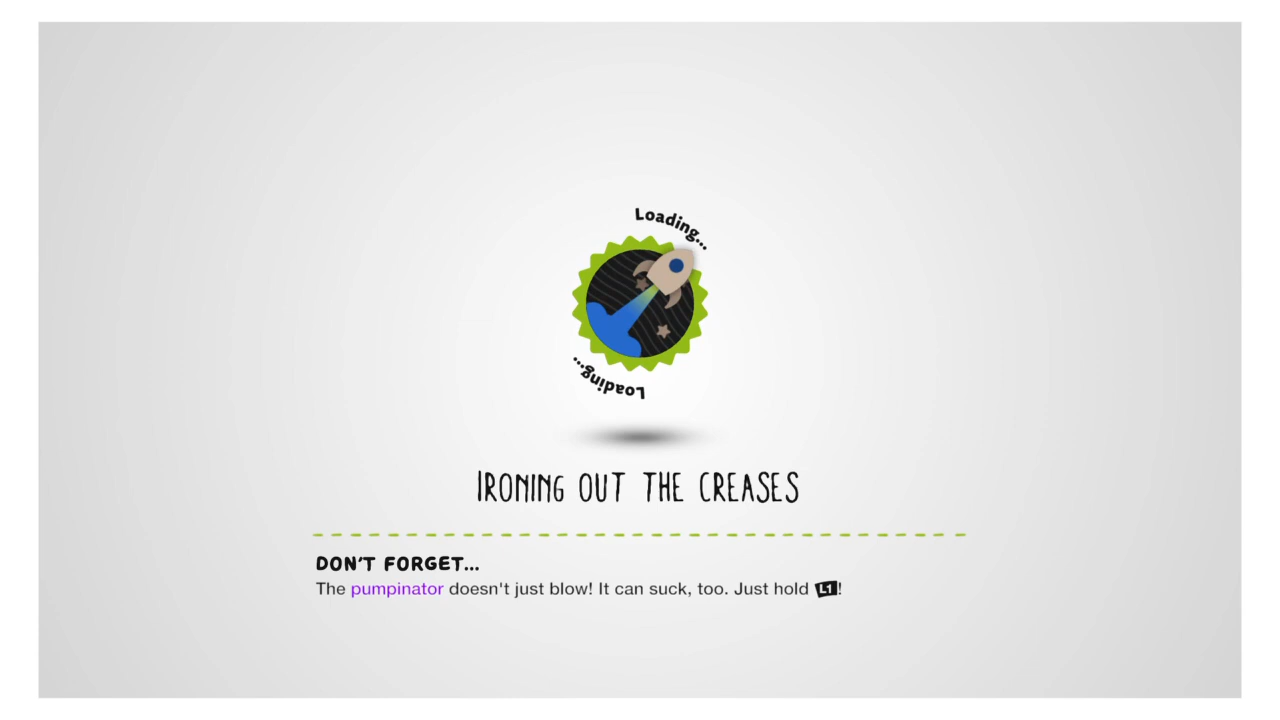 Loading...
Loading...
IRONING OUT THE CREASES
DON'T FORGET...
The pumpinator doesn't just blow! It can suck, too. Just hold L1!